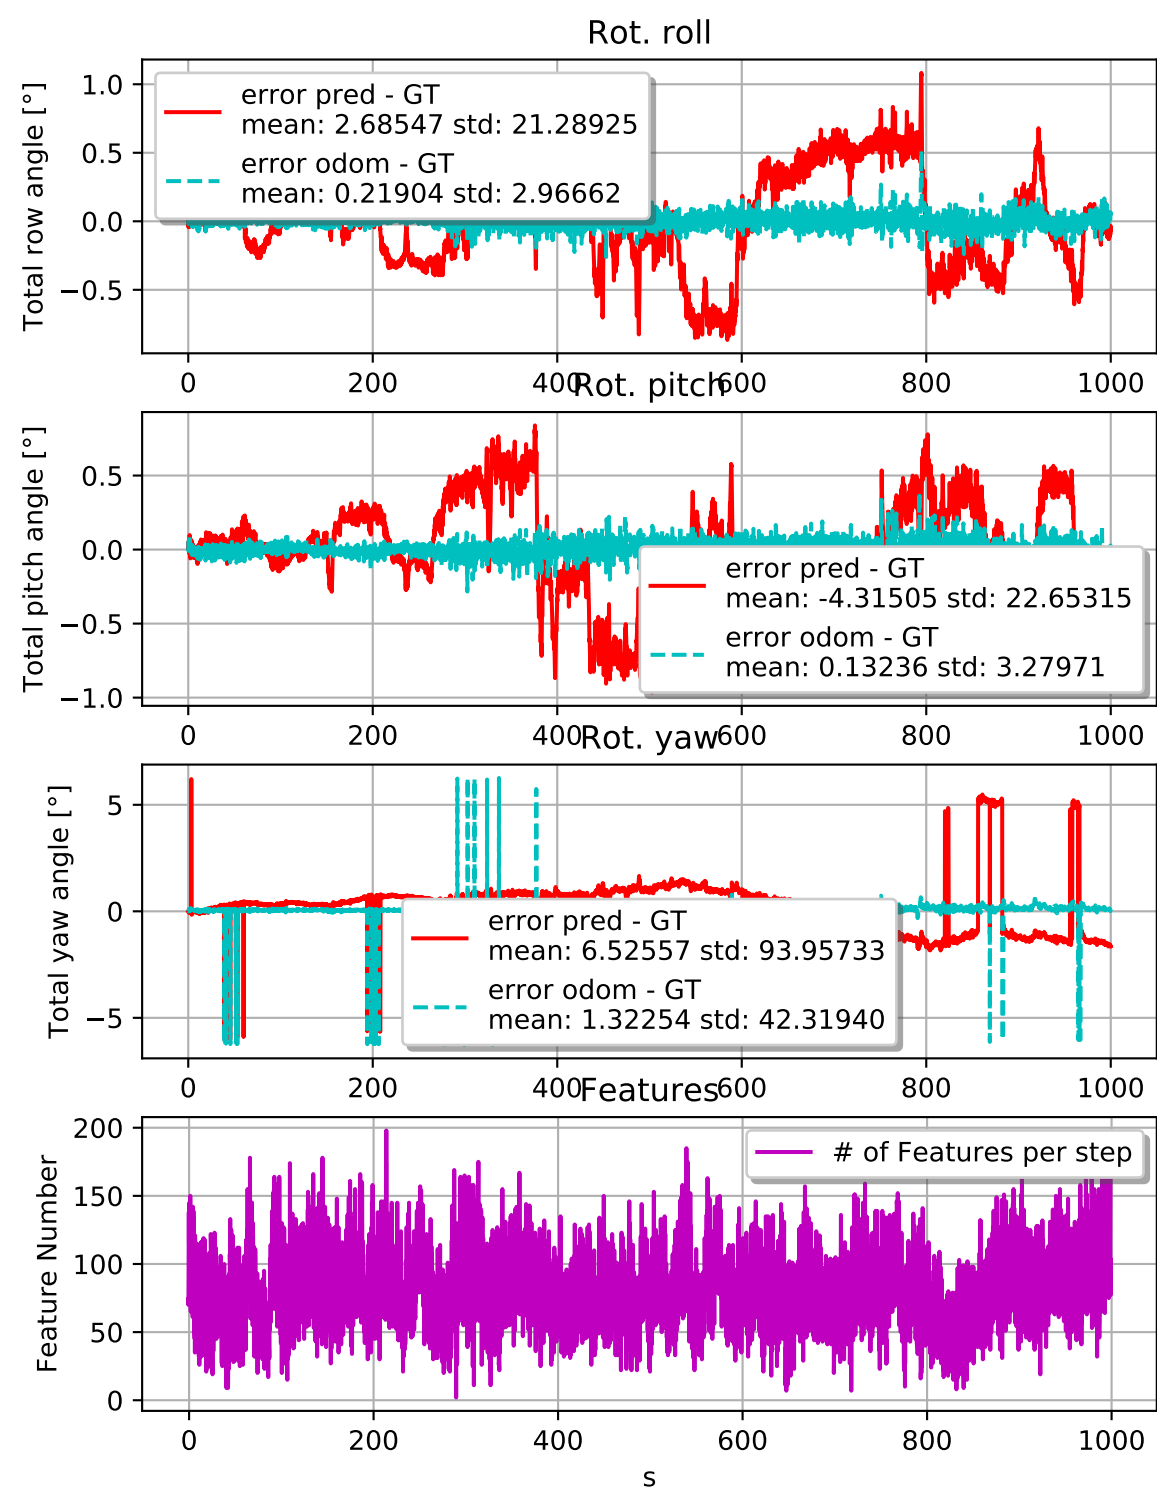 Rot. roll
Total row angle [°]
1.0
0.5
0.0
−0.5
error pred - GT
mean: 2.68547 std: 21.28925
error odom - GT
mean: 0.21904 std: 2.96662
0 200 400 600 800 1000
Rot. pitch
Total pitch angle [°]
0.5
0.0
−0.5
−1.0
error pred - GT
mean: -4.31505 std: 22.65315
error odom - GT
mean: 0.13236 std: 3.27971
0 200 400 600 800 1000
Rot. yaw
Total yaw angle [°]
5
0
−5
error pred - GT
mean: 6.52557 std: 93.95733
error odom - GT
mean: 1.32254 std: 42.31940
0 200 400 600 800 1000
Features
Feature Number
200
150
100
50
0
# of Features per step
0 200 400 600 800 1000
s